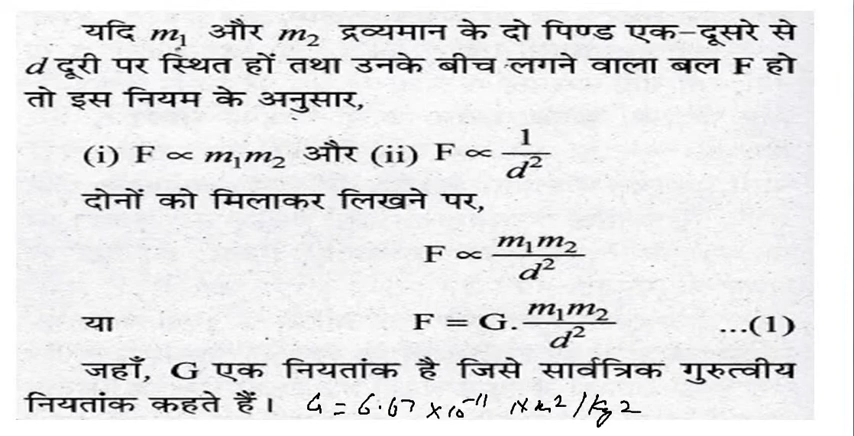 यदि m₁ और m₂ द्रव्यमान के दो पिण्ड एक-दूसरे से
d दूरी पर स्थित हों तथा उनके बीच लगने वाला बल F हो
तो इस नियम के अनुसार,
(i) F ∝ m₁m₂ और (ii) F ∝ 1/d²
दोनों को मिलाकर लिखने पर,
F ∝ m₁m₂/d²
या F = G. m₁m₂/d² ...(1)
जहाँ, G एक नियतांक है जिसे सार्वत्रिक गुरुत्वीय
नियतांक कहते हैं। G = 6.67 × 10⁻¹¹ N×m²/kg2